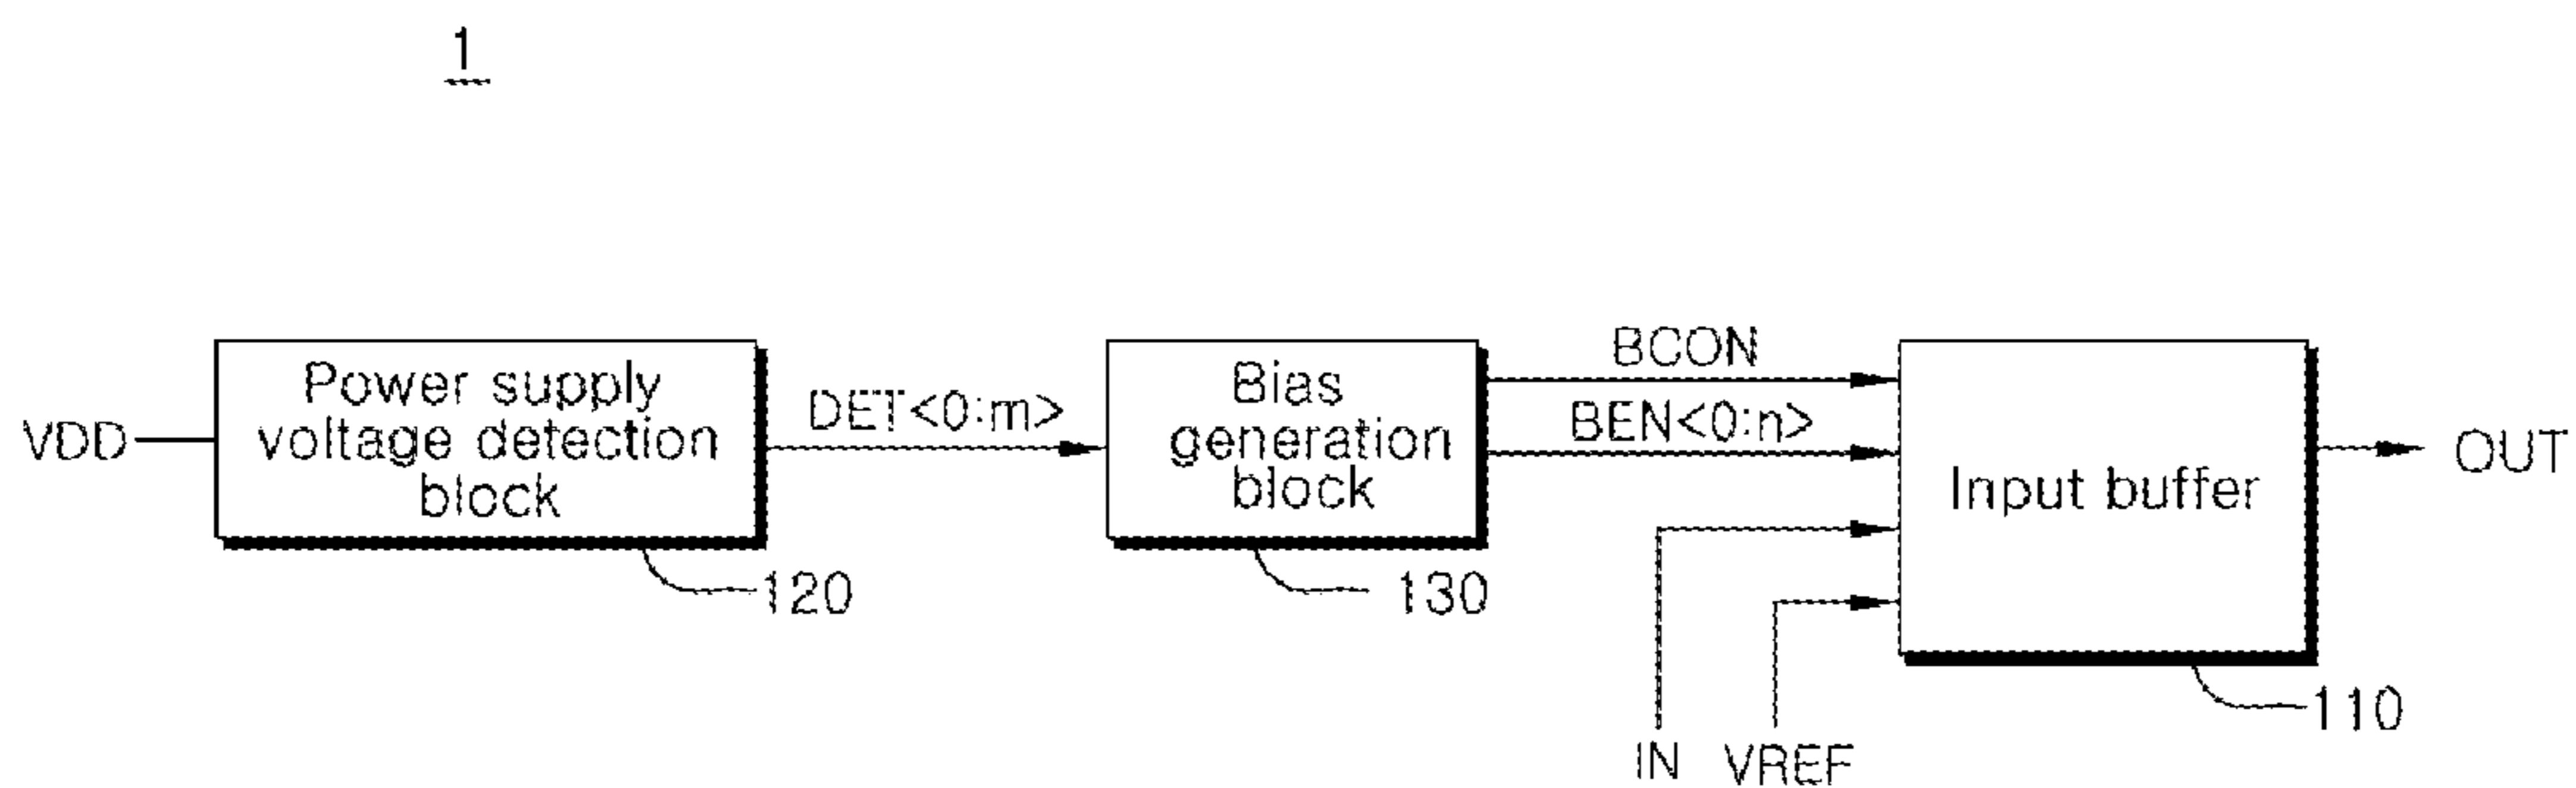 1
VDD
Power supply
voltage detection
block
120
DET<0:m>
Bias
generation
block
130
BCON
BEN<0:n>
IN
VREF
Input buffer
110
OUT